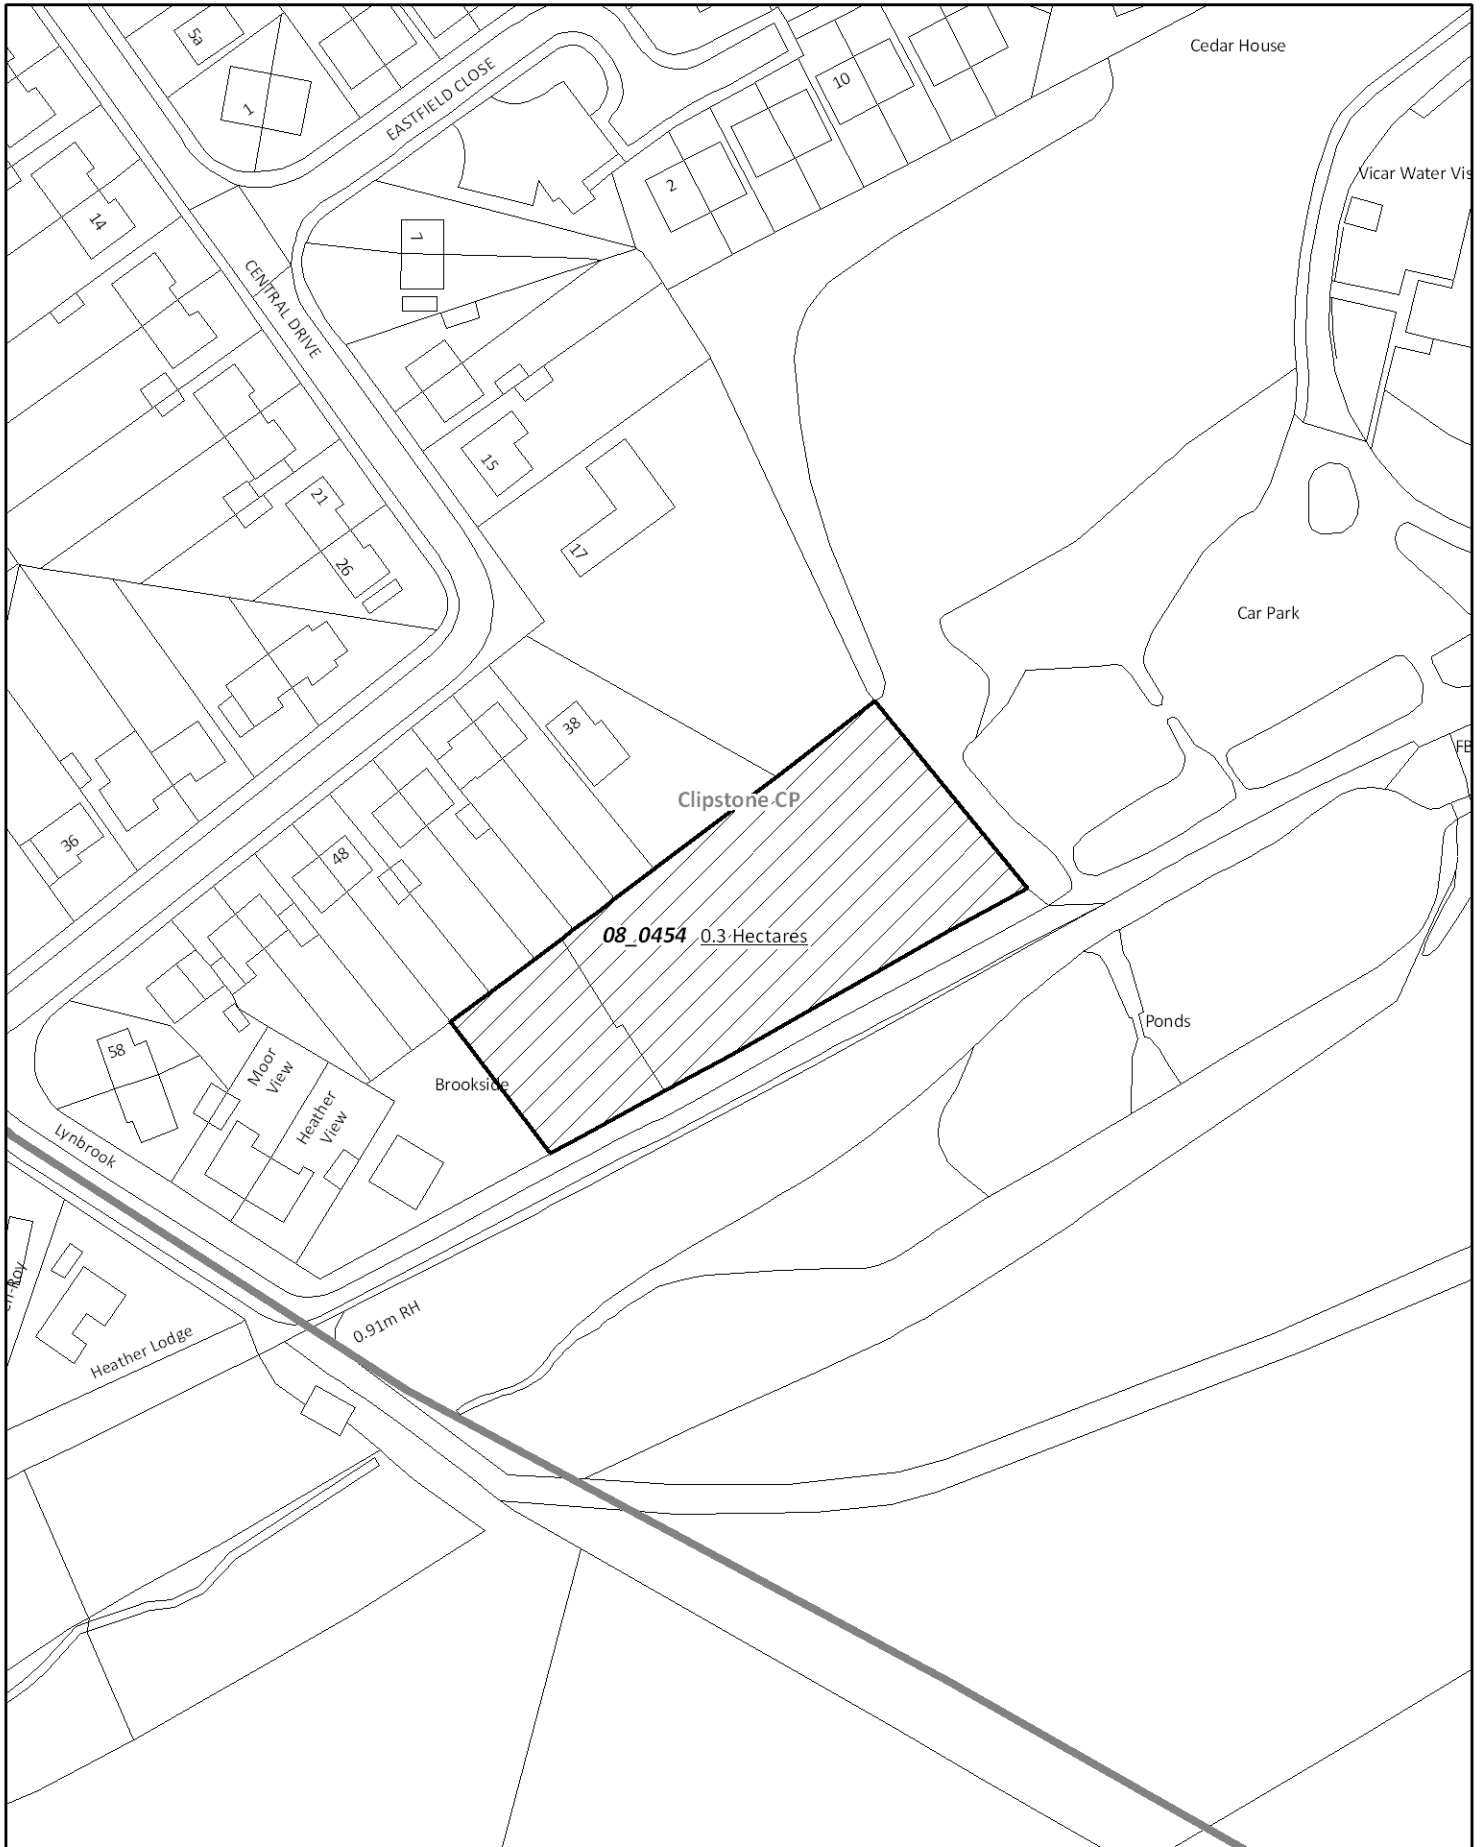 5a
Cedar House
1
EASTFIELD CLOSE
10
Vicar Water Vis
2
14
7
CENTRAL DRIVE
15
21
17
26
Car Park
38
FB
Clipstone CP
36
48
08_0454 0.3 Hectares
Ponds
58
Moor
View
Brookside
Heather
View
Lynbrook
0.91m RH
Heather Lodge